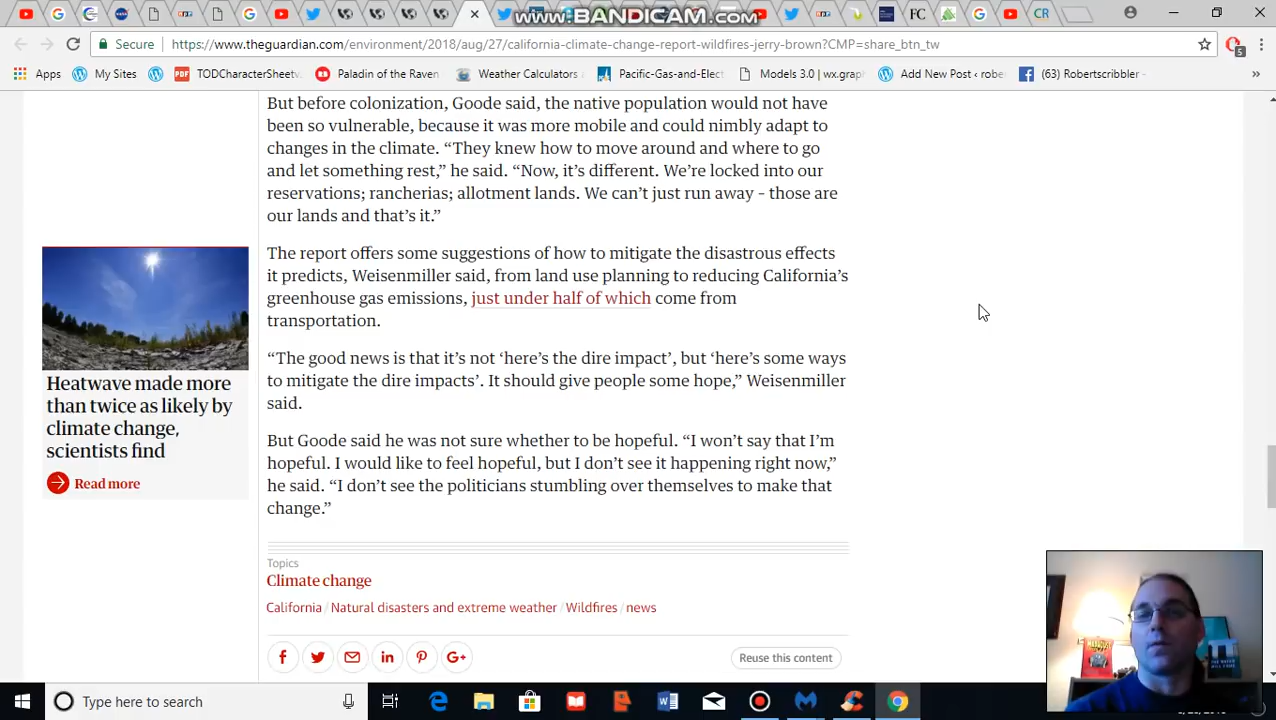 www.BANDICAM.com
FC
CR
Secure
https://www.theguardian.com/environment/2018/aug/27/california-climate-change-report-wildfires-jerry-brown?CMP=share_btn_tw
5
Apps
My Sites
PDF
TODCharacterSheet
Paladin of the Raven
Weather Calculators
Pacific-Gas-and-Elect
Models 3.0 | wx.grap
Add New Post ‹ robe
(63) Robertscribbler -
»
But before colonization, Goode said, the native population would not have
been so vulnerable, because it was more mobile and could nimbly adapt to
changes in the climate. “They knew how to move around and where to go
and let something rest,” he said. “Now, it’s different. We’re locked into our
reservations; rancherias; allotment lands. We can’t just run away – those are
our lands and that’s it.”
The report offers some suggestions of how to mitigate the disastrous effects
it predicts, Weisenmiller said, from land use planning to reducing California’s
greenhouse gas emissions, just under half of which come from
transportation.
“The good news is that it’s not ‘here’s the dire impact’, but ‘here’s some ways
to mitigate the dire impacts’. It should give people some hope,” Weisenmiller
said.
But Goode said he was not sure whether to be hopeful. “I won’t say that I’m
hopeful. I would like to feel hopeful, but I don’t see it happening right now,”
he said. “I don’t see the politicians stumbling over themselves to make that
change.”
Heatwave made more
than twice as likely by
climate change,
scientists find
Read more
Topics
Climate change
California / Natural disasters and extreme weather / Wildfires / news
Reuse this content
Type here to search